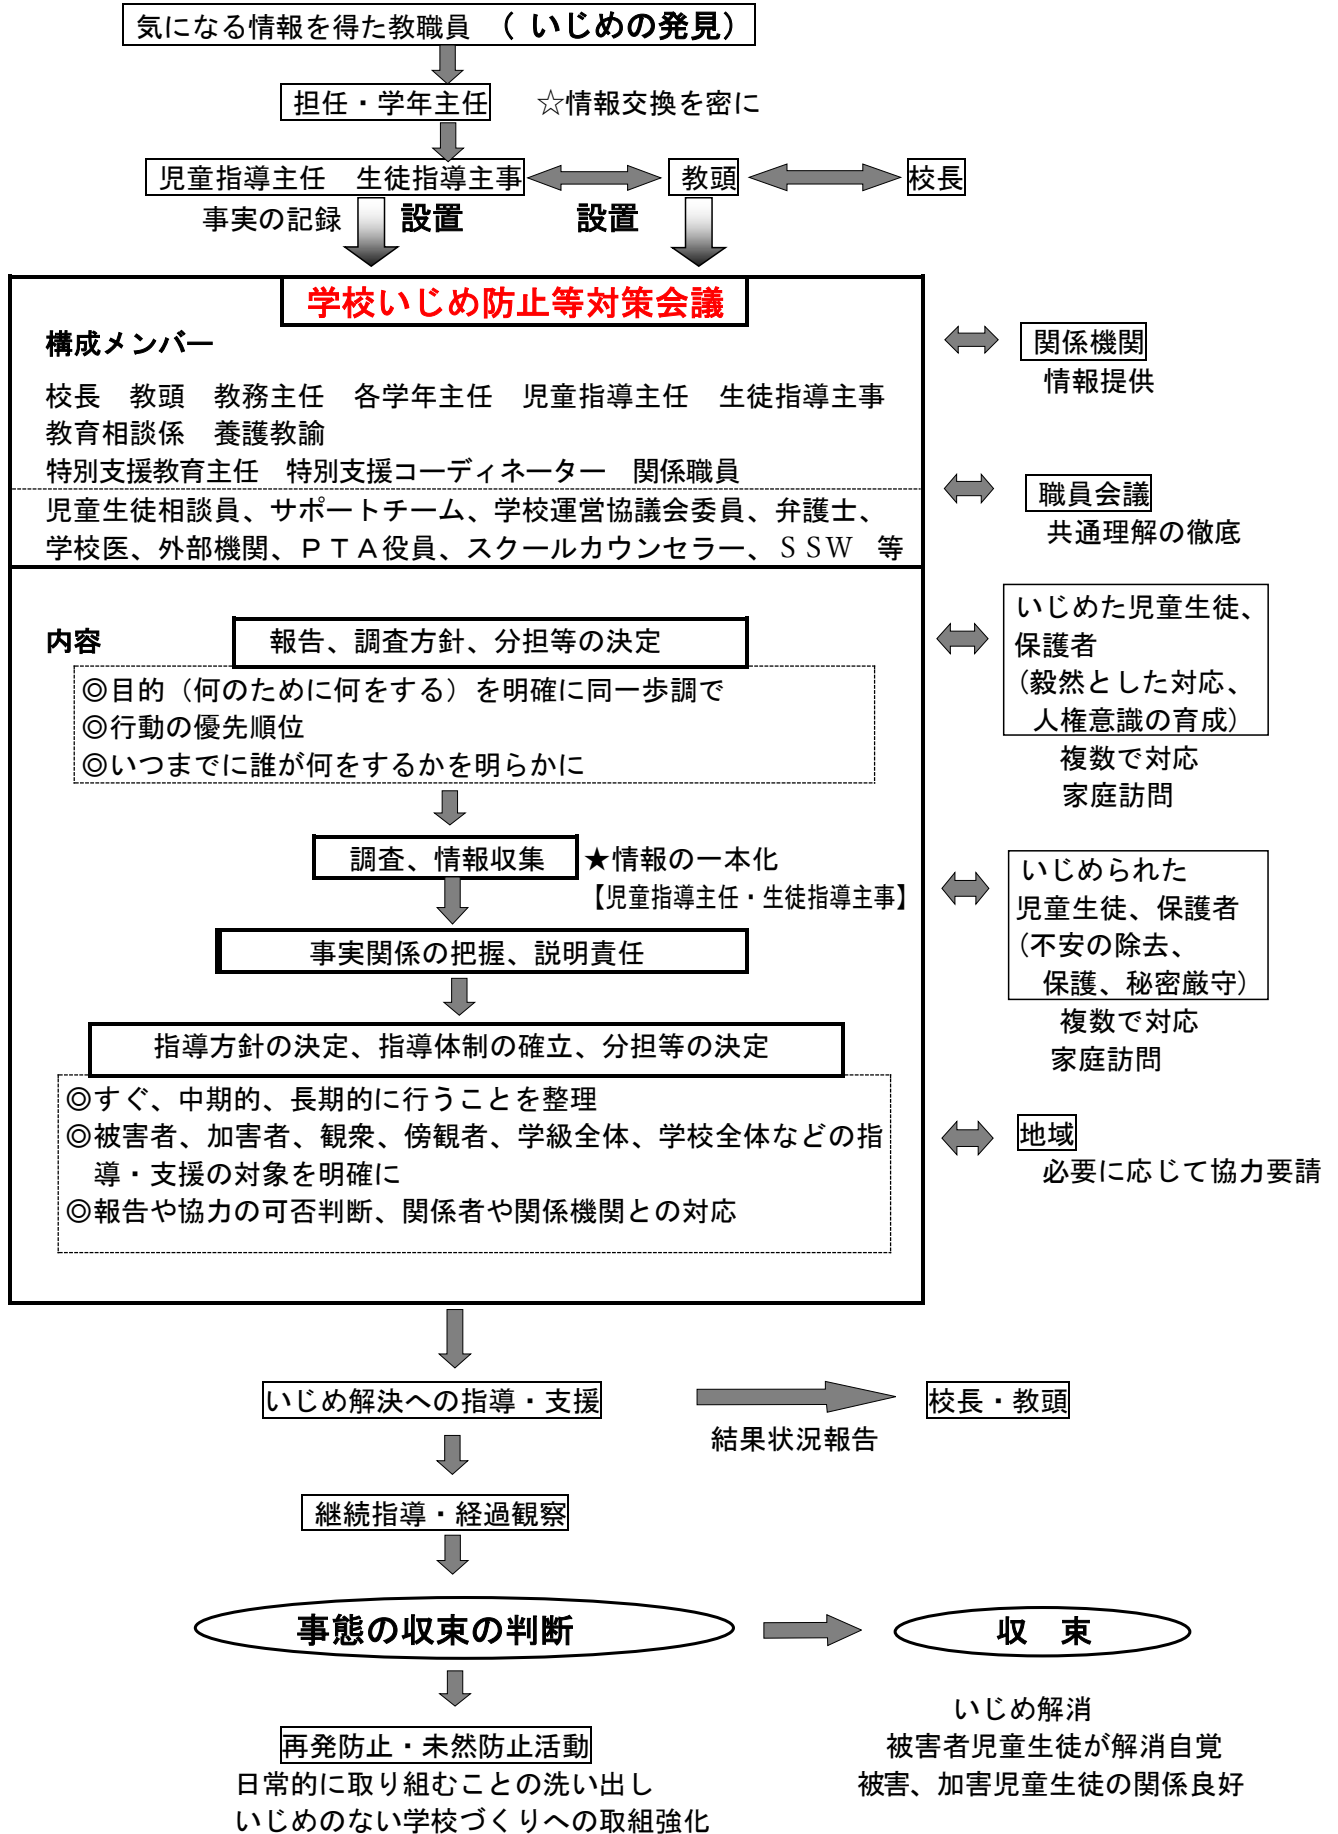 気になる情報を得た教職員　（ いじめの発見）
担任・学年主任　☆情報交換を密に
児童指導主任　生徒指導主事　教頭　校長
事実の記録　設置　設置
学校いじめ防止等対策会議
構成メンバー
校長　教頭　教務主任　各学年主任　児童指導主任　生徒指導主事
教育相談係　養護教諭
特別支援教育主任　特別支援コーディネーター　関係職員
児童生徒相談員、サポートチーム、学校運営協議会委員、弁護士、
学校医、外部機関、ＰＴＡ役員、スクールカウンセラー、ＳＳＷ　等
関係機関
情報提供
職員会議
共通理解の徹底
内容
報告、調査方針、分担等の決定
◎目的（何のために何をする）を明確に同一歩調で
◎行動の優先順位
◎いつまでに誰が何をするかを明らかに
調査、情報収集　★情報の一本化
【児童指導主任・生徒指導主事】
事実関係の把握、説明責任
指導方針の決定、指導体制の確立、分担等の決定
◎すぐ、中期的、長期的に行うことを整理
◎被害者、加害者、観衆、傍観者、学級全体、学校全体などの指
導・支援の対象を明確に
◎報告や協力の可否判断、関係者や関係機関との対応
いじめた児童生徒、
保護者
(毅然とした対応、
人権意識の育成)
複数で対応
家庭訪問
いじめられた
児童生徒、保護者
(不安の除去、
保護、秘密厳守)
複数で対応
家庭訪問
地域
必要に応じて協力要請
いじめ解決への指導・支援　校長・教頭
結果状況報告
継続指導・経過観察
事態の収束の判断　収　束
再発防止・未然防止活動
日常的に取り組むことの洗い出し
いじめのない学校づくりへの取組強化
いじめ解消
被害者児童生徒が解消自覚
被害、加害児童生徒の関係良好